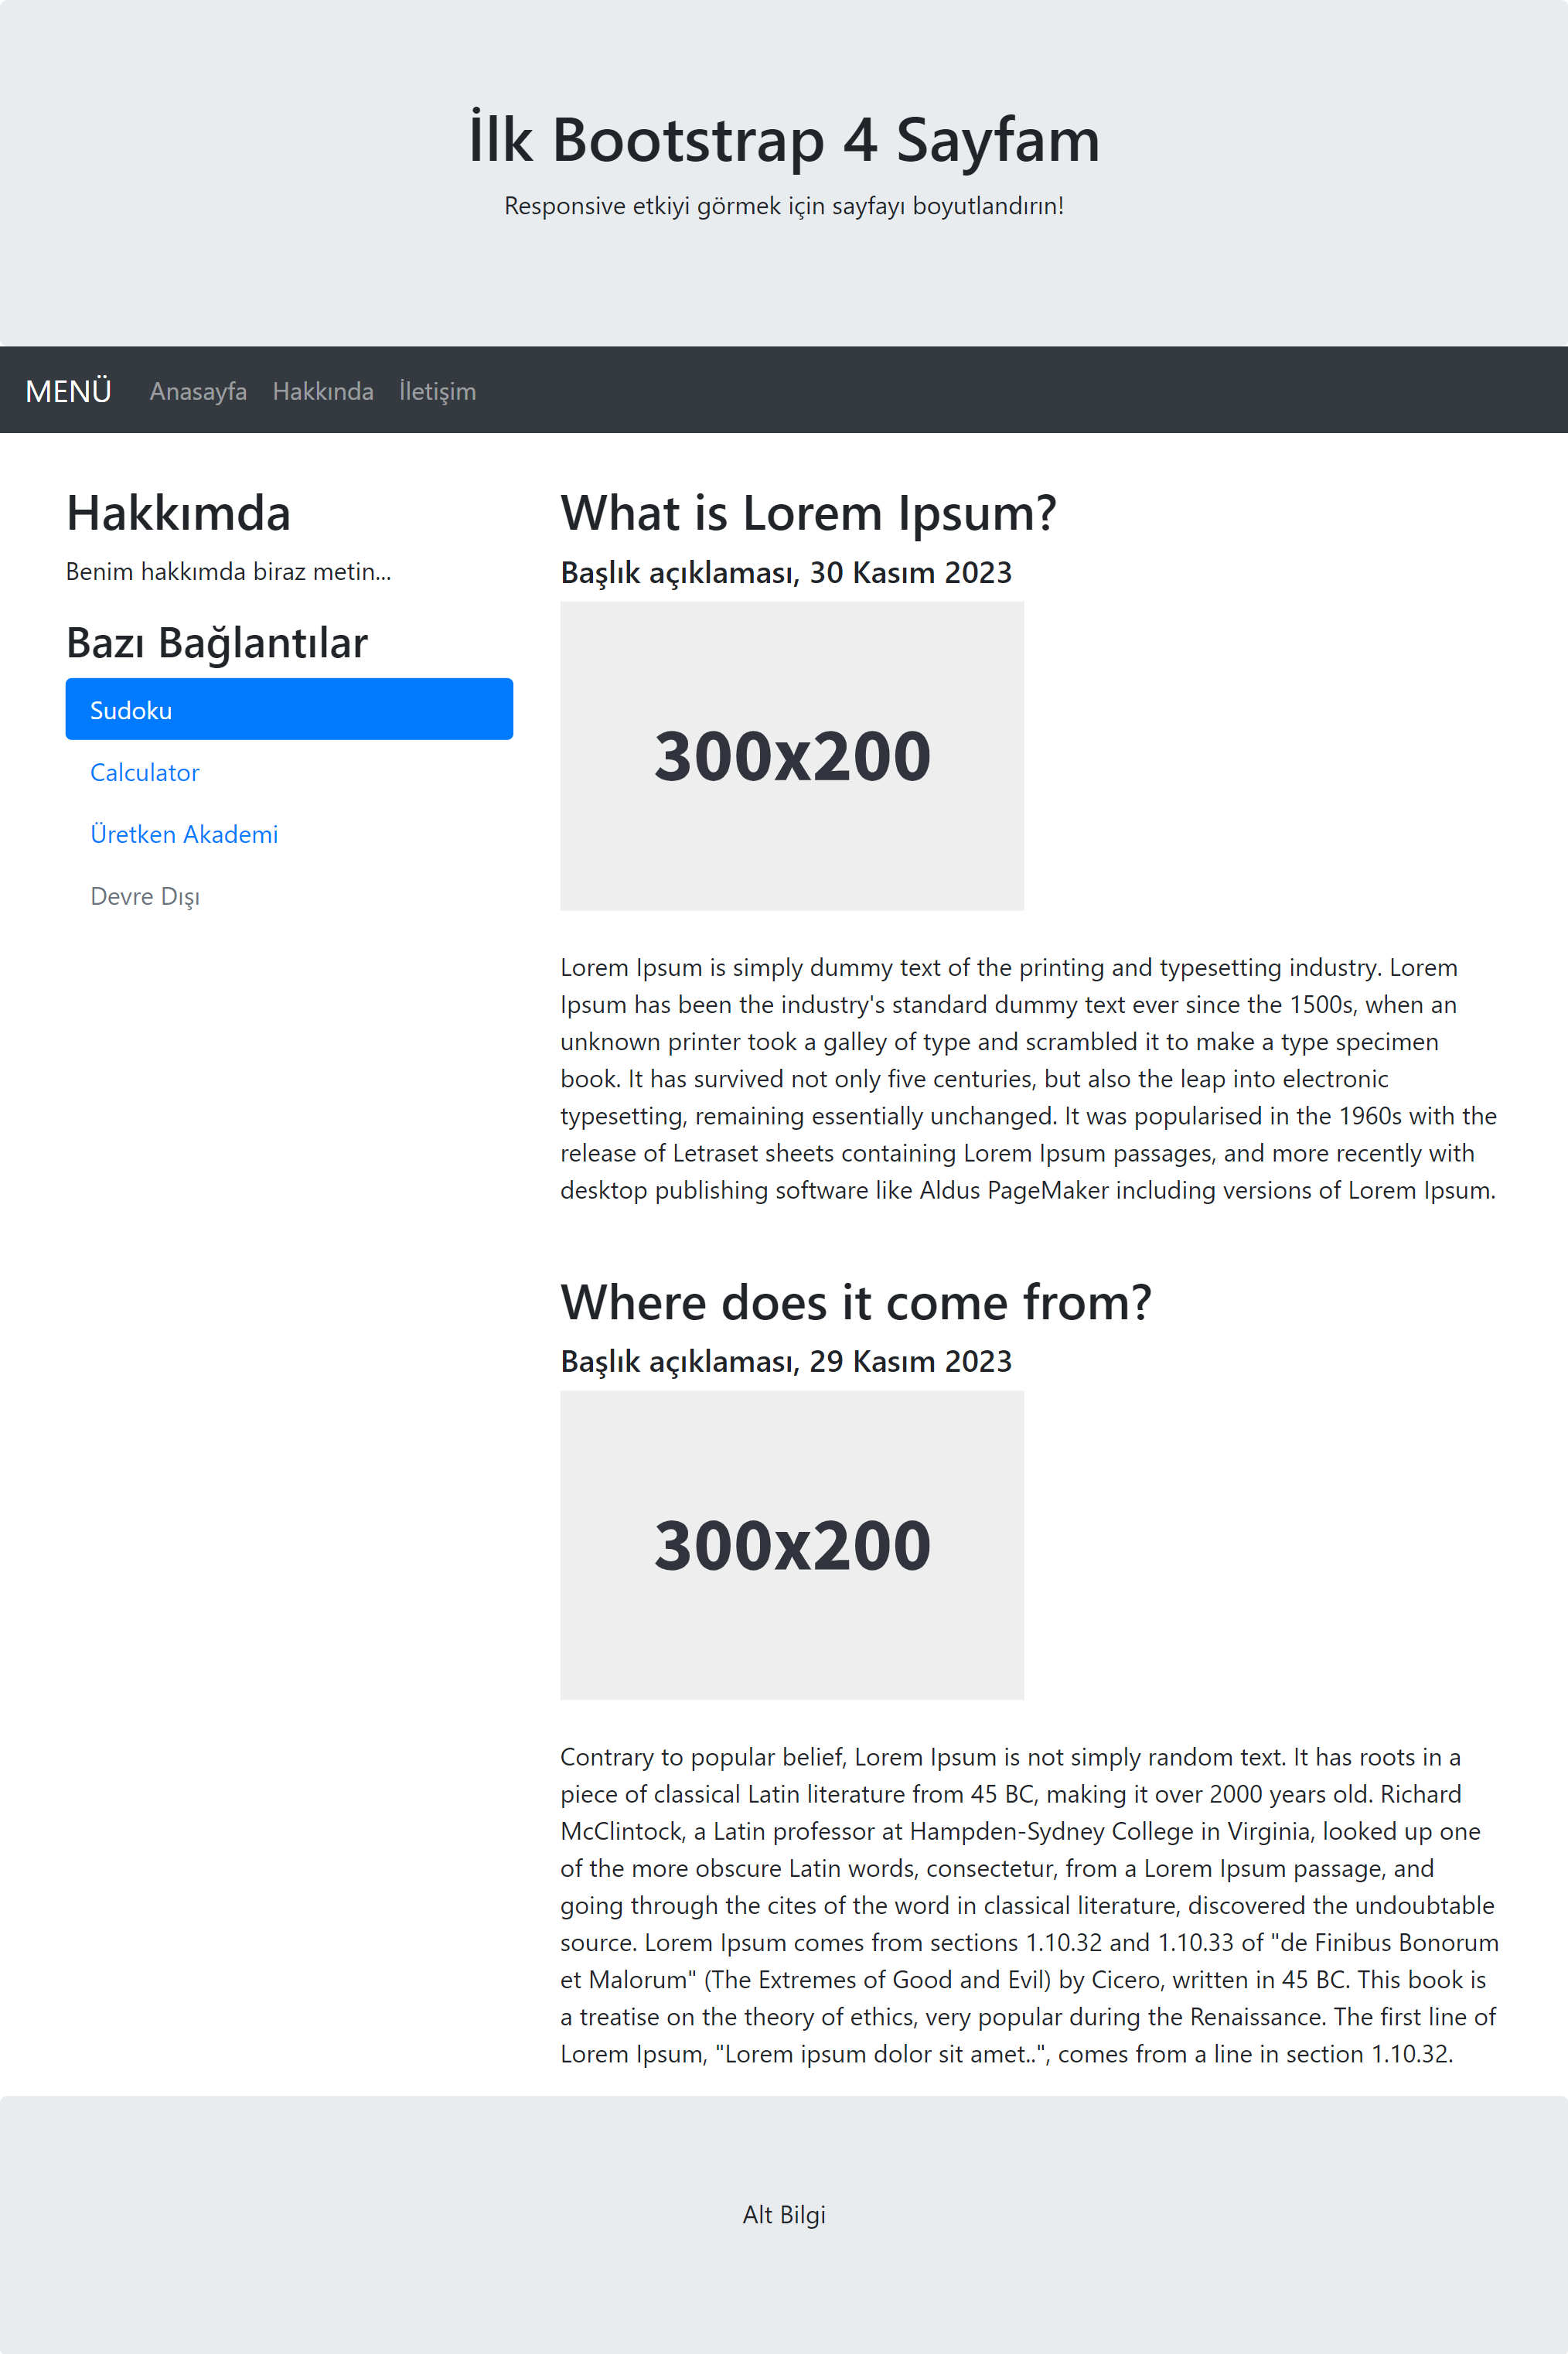 İlk Bootstrap 4 Sayfam
Responsive etkiyi görmek için sayfayı boyutlandırın!
MENÜ Anasayfa Hakkında İletişim
Hakkımda
Benim hakkımda biraz metin...
Bazı Bağlantılar
Sudoku
Calculator
Üretken Akademi
Devre Dışı
What is Lorem Ipsum?
Başlık açıklaması, 30 Kasım 2023
300x200
Lorem Ipsum is simply dummy text of the printing and typesetting industry. Lorem
Ipsum has been the industry's standard dummy text ever since the 1500s, when an
unknown printer took a galley of type and scrambled it to make a type specimen
book. It has survived not only five centuries, but also the leap into electronic
typesetting, remaining essentially unchanged. It was popularised in the 1960s with the
release of Letraset sheets containing Lorem Ipsum passages, and more recently with
desktop publishing software like Aldus PageMaker including versions of Lorem Ipsum.
Where does it come from?
Başlık açıklaması, 29 Kasım 2023
300x200
Contrary to popular belief, Lorem Ipsum is not simply random text. It has roots in a
piece of classical Latin literature from 45 BC, making it over 2000 years old. Richard
McClintock, a Latin professor at Hampden-Sydney College in Virginia, looked up one
of the more obscure Latin words, consectetur, from a Lorem Ipsum passage, and
going through the cites of the word in classical literature, discovered the undoubtable
source. Lorem Ipsum comes from sections 1.10.32 and 1.10.33 of "de Finibus Bonorum
et Malorum" (The Extremes of Good and Evil) by Cicero, written in 45 BC. This book is
a treatise on the theory of ethics, very popular during the Renaissance. The first line of
Lorem Ipsum, "Lorem ipsum dolor sit amet..", comes from a line in section 1.10.32.
Alt Bilgi